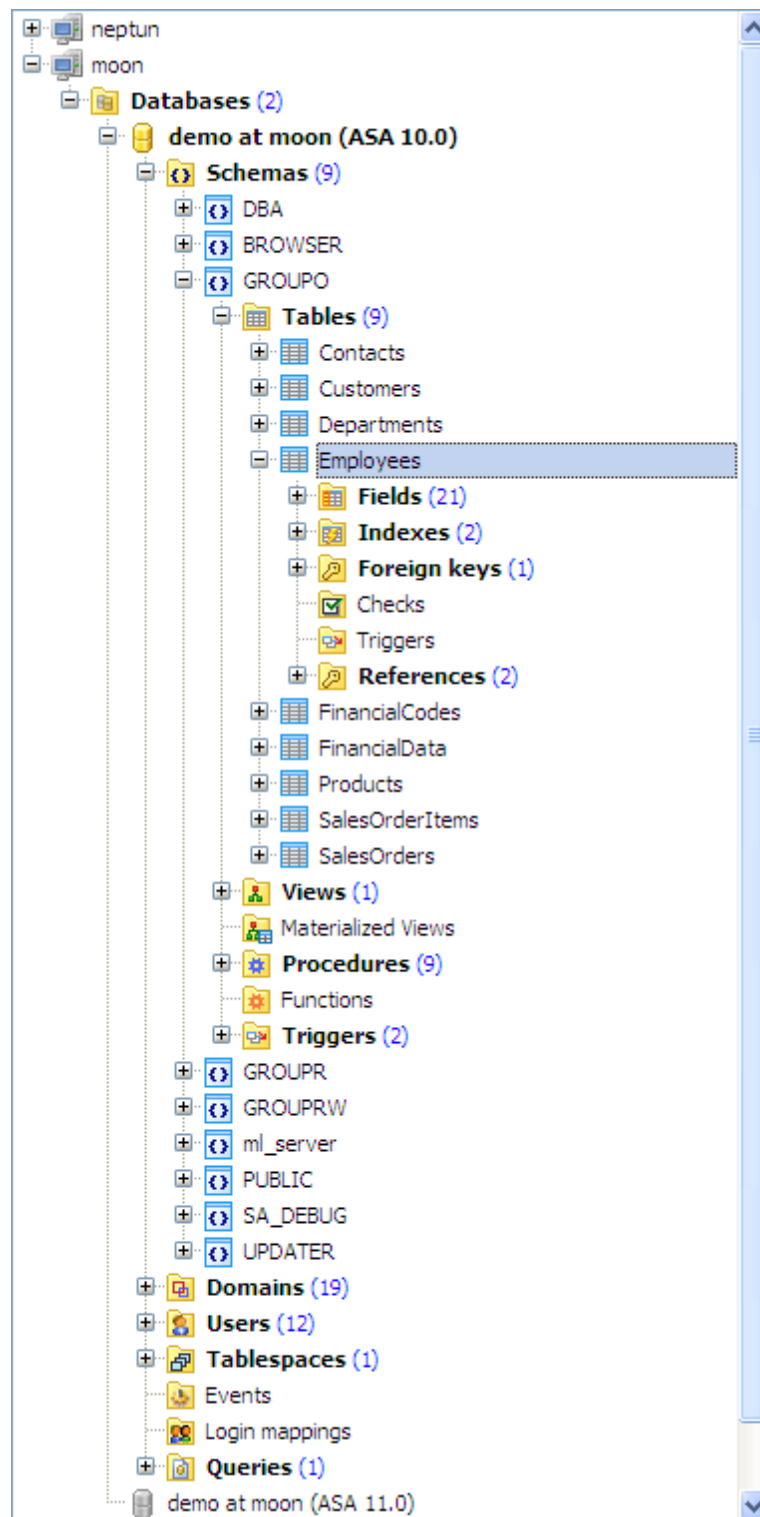 neptun
moon
Databases (2)
demo at moon (ASA 10.0)
Schemas (9)
DBA
BROWSER
GROUPO
Tables (9)
Contacts
Customers
Departments
Employees
Fields (21)
Indexes (2)
Foreign keys (1)
Checks
Triggers
References (2)
FinancialCodes
FinancialData
Products
SalesOrderItems
SalesOrders
Views (1)
Materialized Views
Procedures (9)
Functions
Triggers (2)
GROUPR
GROUPRW
ml_server
PUBLIC
SA_DEBUG
UPDATER
Domains (19)
Users (12)
Tablespaces (1)
Events
Login mappings
Queries (1)
demo at moon (ASA 11.0)